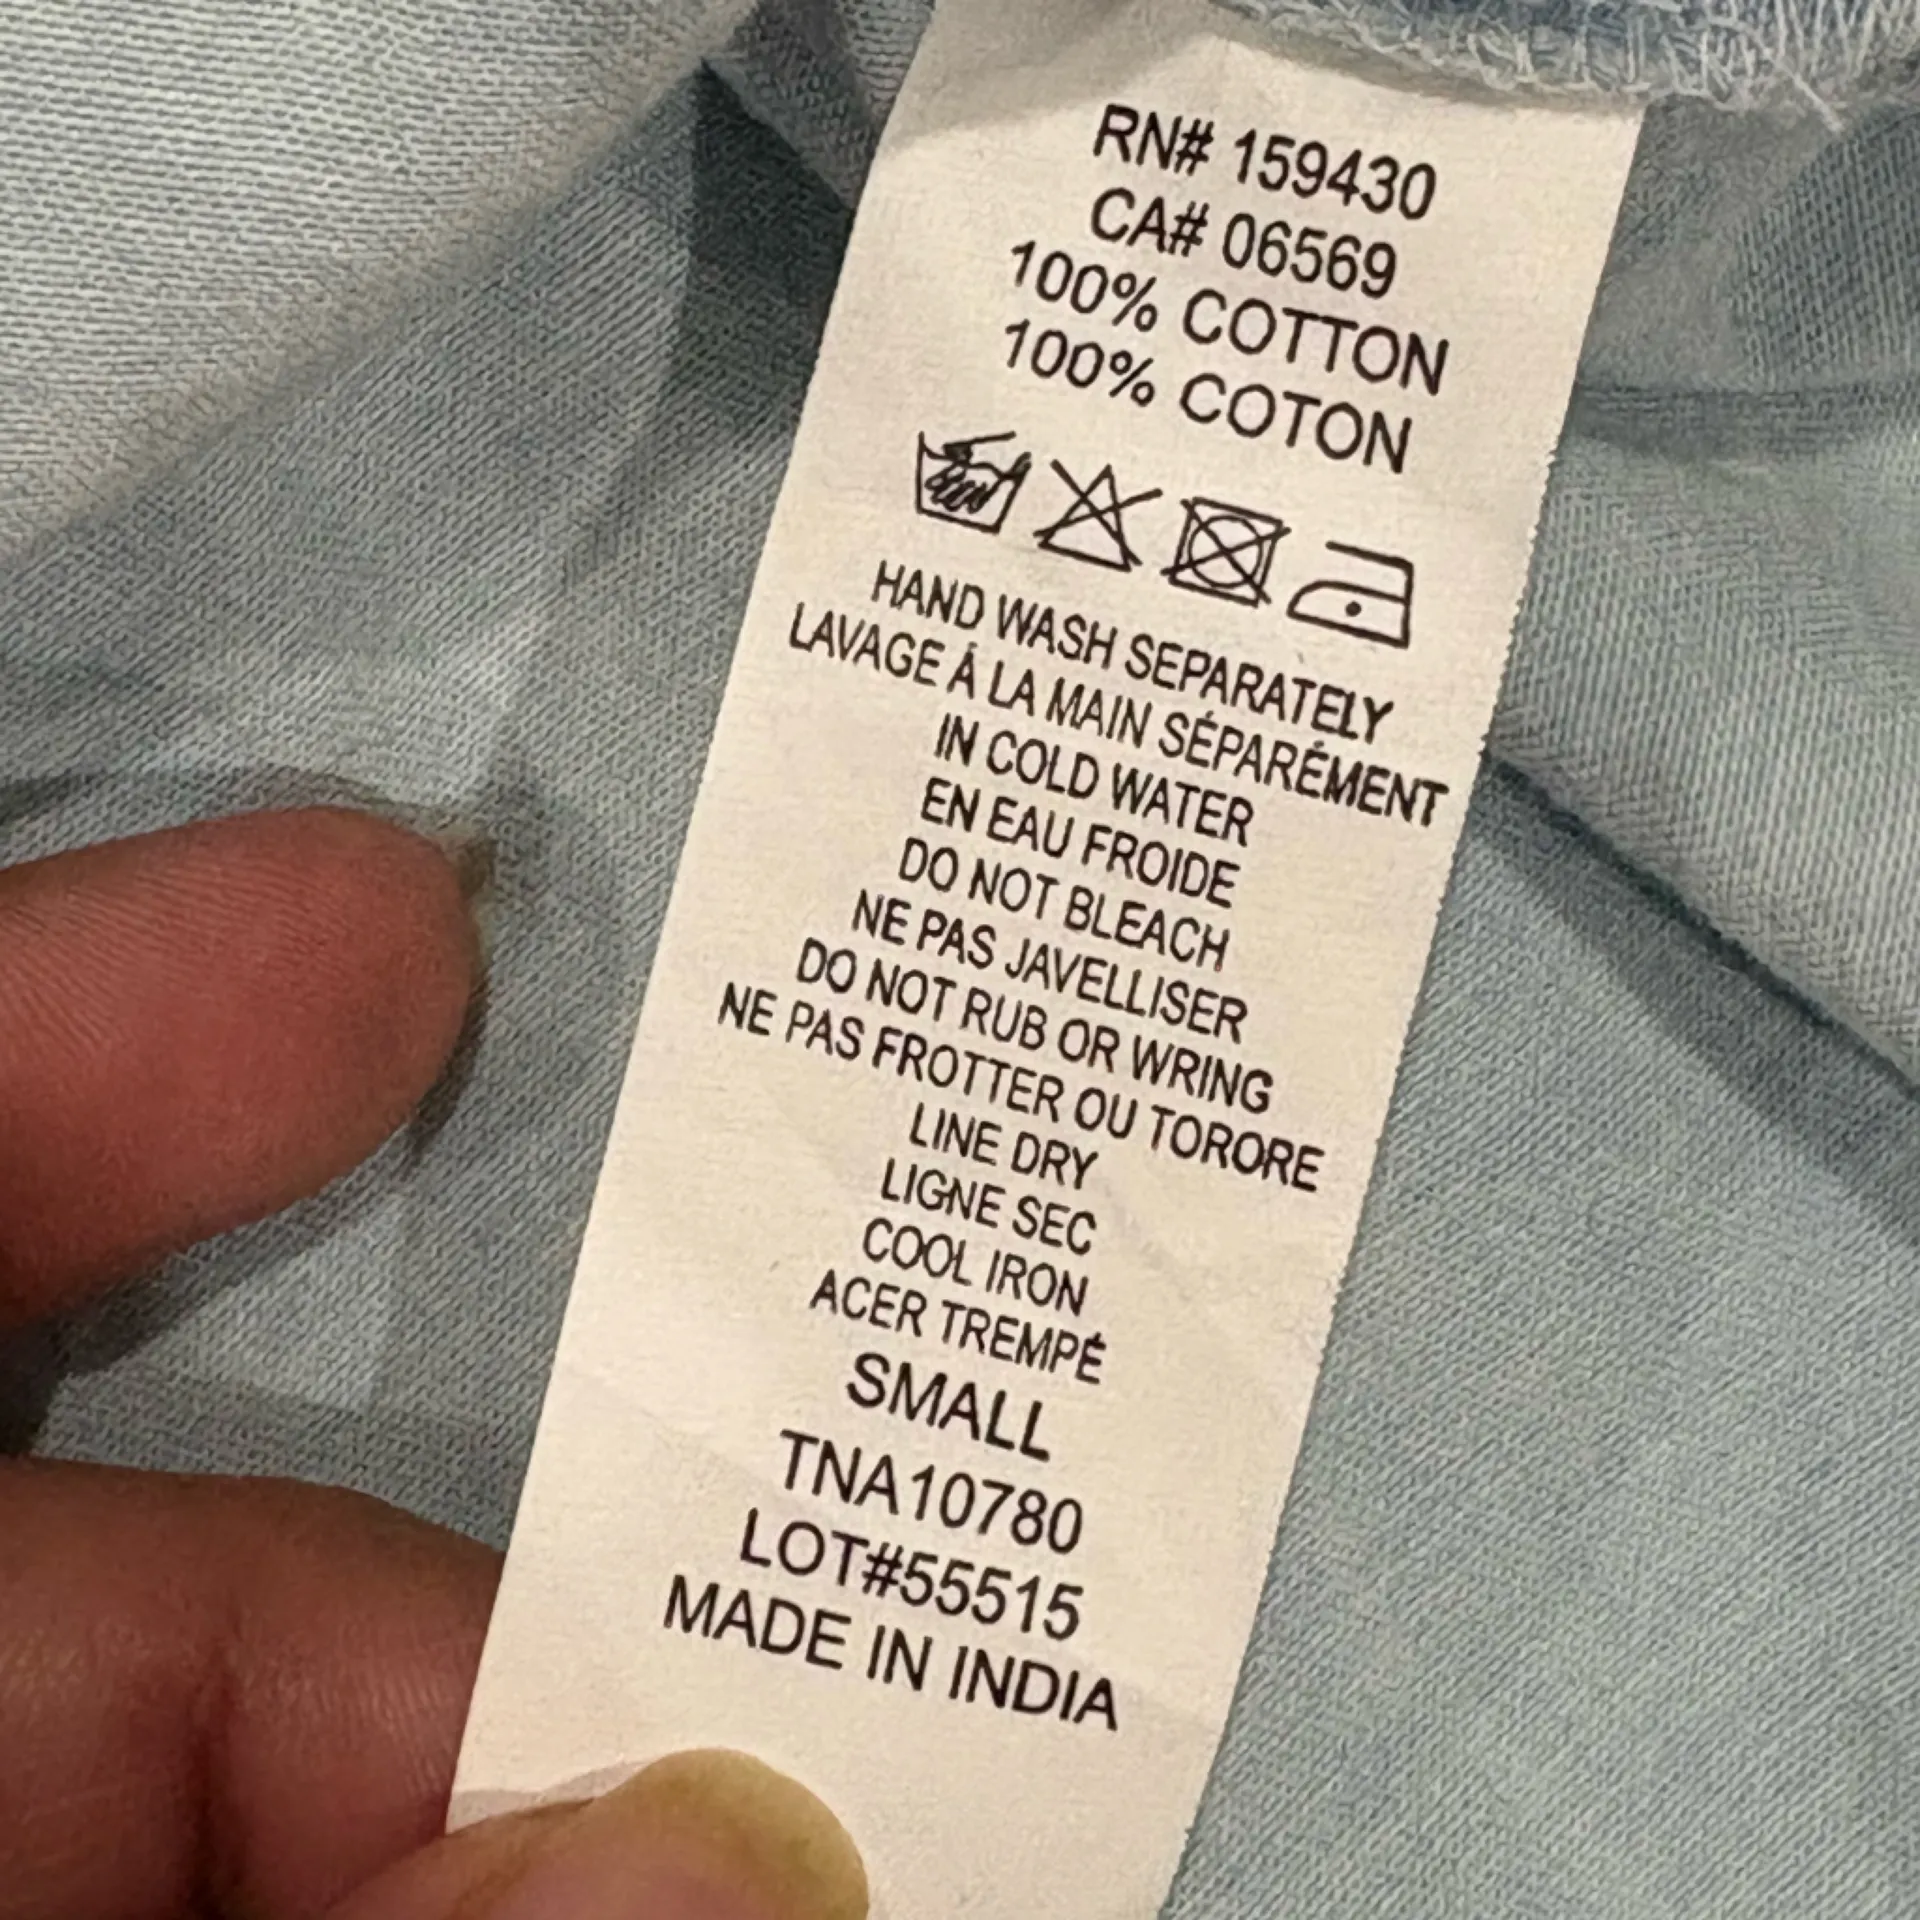 RN# 159430
CA# 06569
100% COTTON
100% COTON
HAND WASH SEPARATELY
LAVAGE Á LA MAIN SÉPARÉMENT
IN COLD WATER
EN EAU FROIDE
DO NOT BLEACH
NE PAS JAVELLISER
DO NOT RUB OR WRING
NE PAS FROTTER OU TORORE
LINE DRY
LIGNE SEC
COOL IRON
ACER TREMPÉ
SMALL
TNA10780
LOT#55515
MADE IN INDIA